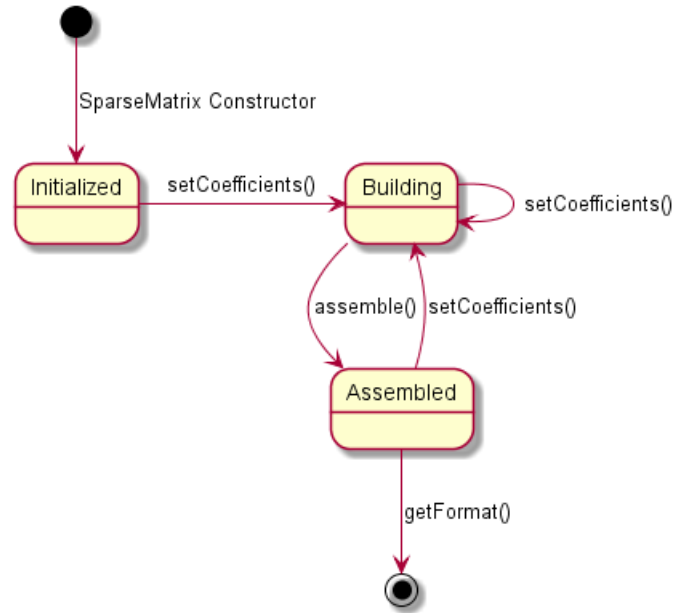 SparseMatrix Constructor
Initialized
setCoefficients()
Building
setCoefficients()
assemble()
setCoefficients()
Assembled
getFormat()